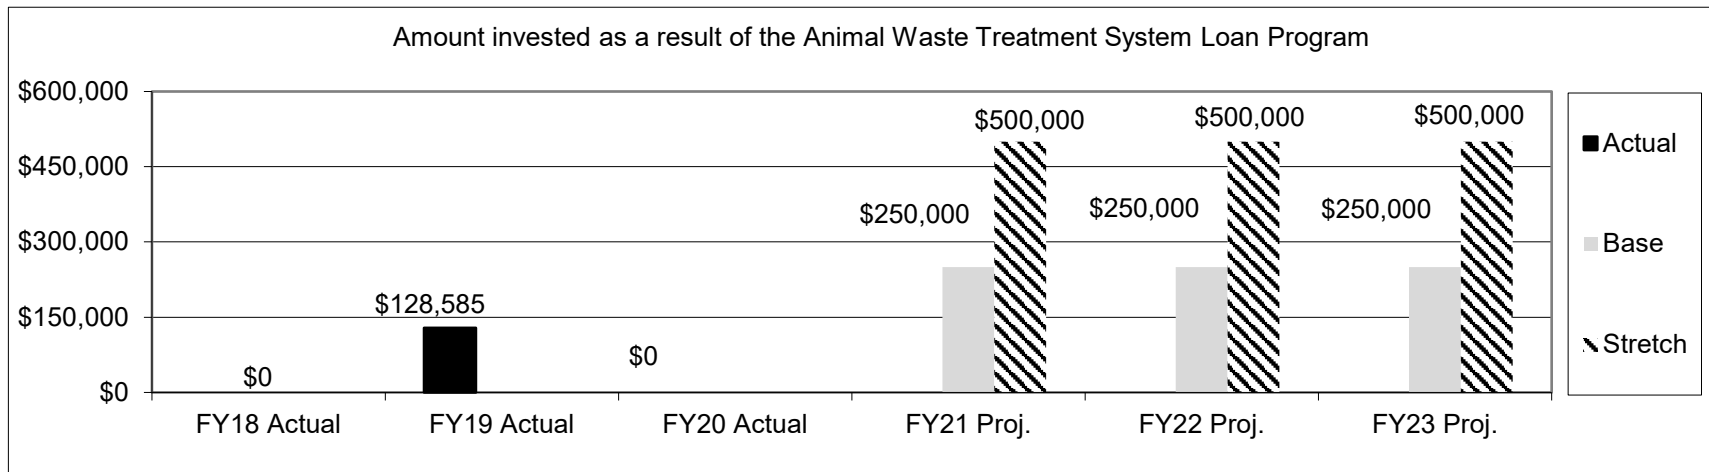 Amount invested as a result of the Animal Waste Treatment System Loan Program
$600,000
$450,000
$300,000
$150,000
$0
$0
$128,585
$0
$250,000
$500,000
$250,000
$500,000
$250,000
$500,000
FY18 Actual
FY19 Actual
FY20 Actual
FY21 Proj.
FY22 Proj.
FY23 Proj.
Actual
Base
Stretch